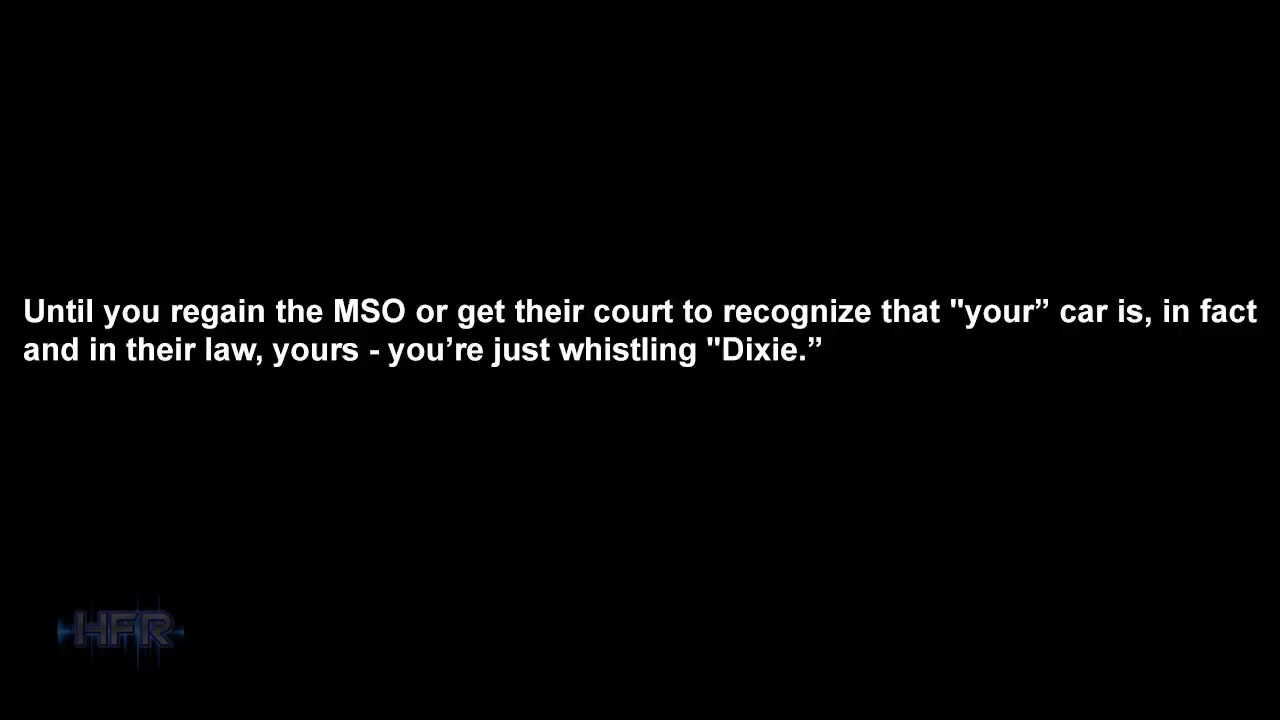 Until you regain the MSO or get their court to recognize that "your” car is, in fact
and in their law, yours - you’re just whistling "Dixie.”
HFR